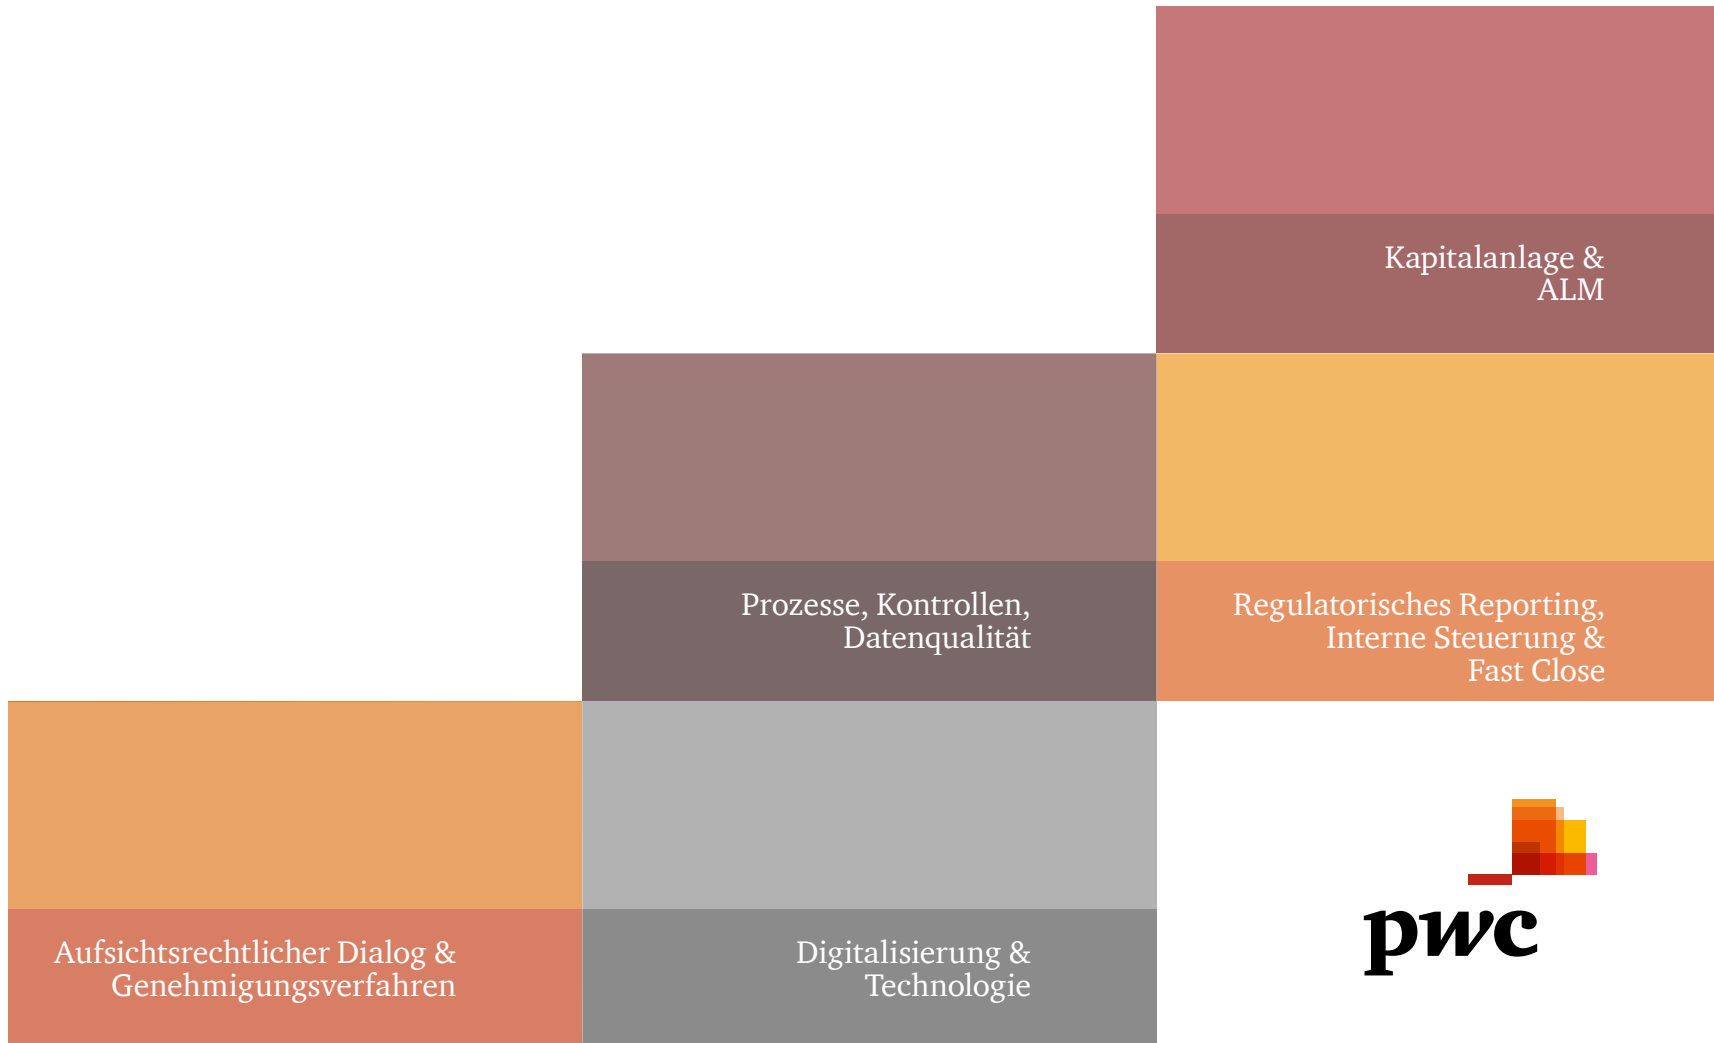 Kapitalanlage &
ALM
Prozesse, Kontrollen,
Datenqualität
Regulatorisches Reporting,
Interne Steuerung &
Fast Close
Aufsichtsrechtlicher Dialog &
Genehmigungsverfahren
Digitalisierung &
Technologie
pwc